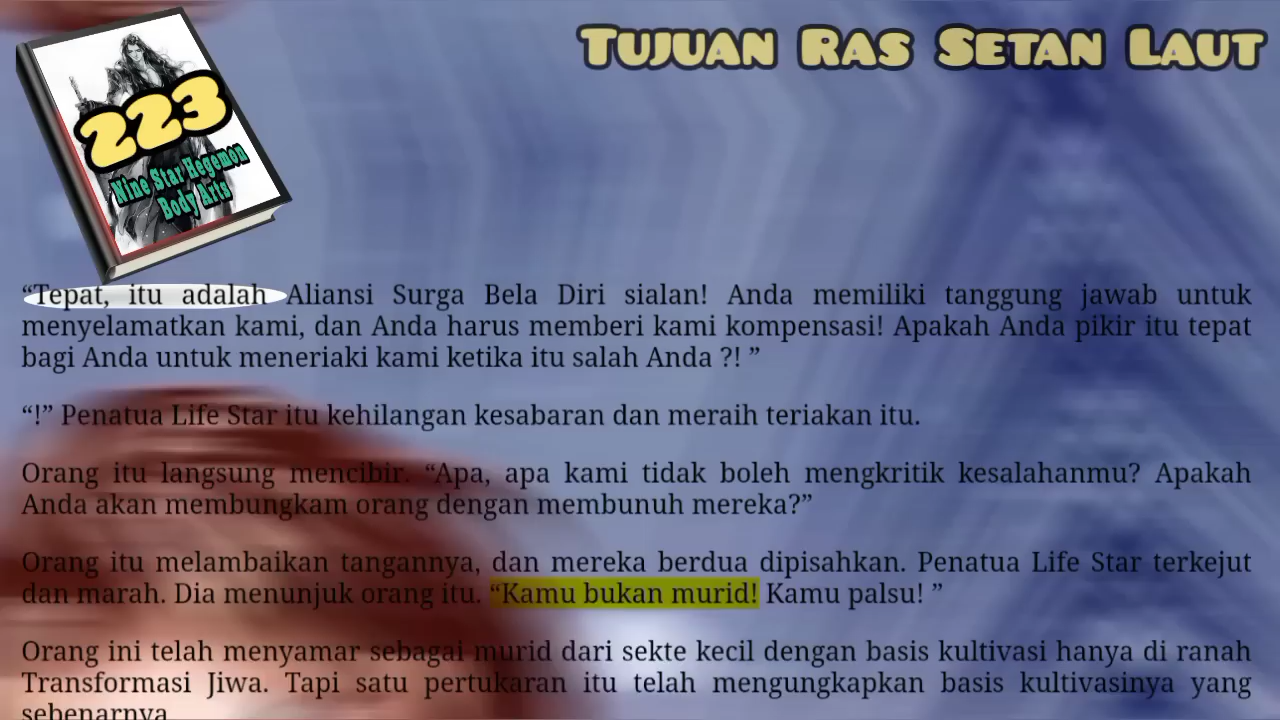 Tujuan Ras Setan Laut
223
Nine Star Hegemon
Body Arts
“Tepat, itu adalah Aliansi Surga Bela Diri sialan! Anda memiliki tanggung jawab untuk
menyelamatkan kami, dan Anda harus memberi kami kompensasi! Apakah Anda pikir itu tepat
bagi Anda untuk meneriaki kami ketika itu salah Anda ?! ”
“!” Penatua Life Star itu kehilangan kesabaran dan meraih teriakan itu.
Orang itu langsung mencibir. “Apa, apa kami tidak boleh mengkritik kesalahanmu? Apakah
Anda akan membungkam orang dengan membunuh mereka?”
Orang itu melambaikan tangannya, dan mereka berdua dipisahkan. Penatua Life Star terkejut
dan marah. Dia menunjuk orang itu. “Kamu bukan murid! Kamu palsu! ”
Orang ini telah menyamar sebagai murid dari sekte kecil dengan basis kultivasi hanya di ranah
Transformasi Jiwa. Tapi satu pertukaran itu telah mengungkapkan basis kultivasinya yang
sebenarnya